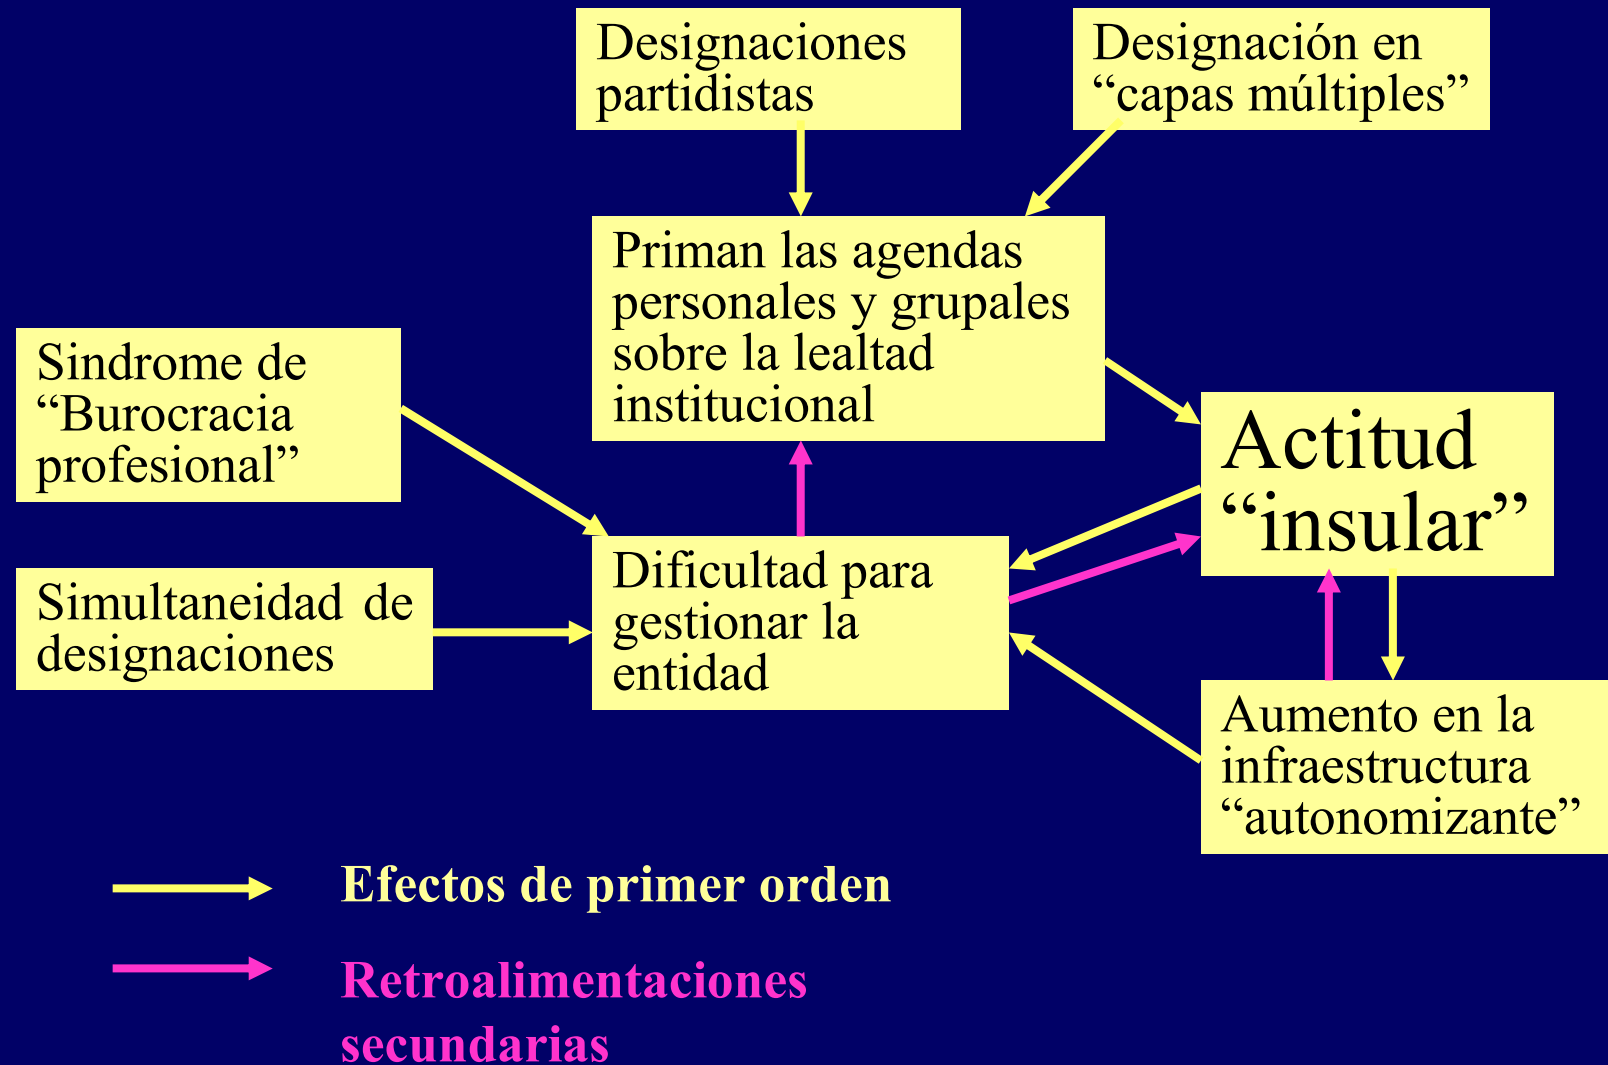 Designaciones
partidistas
Designación en
“capas múltiples”
Priman las agendas
personales y grupales
sobre la lealtad
institucional
Sindrome de
“Burocracia
profesional”
Actitud
“insular”
Dificultad para
gestionar la
entidad
Simultaneidad de
designaciones
Aumento en la
infraestructura
“autonomizante”
Efectos de primer orden
Retroalimentaciones
secundarias